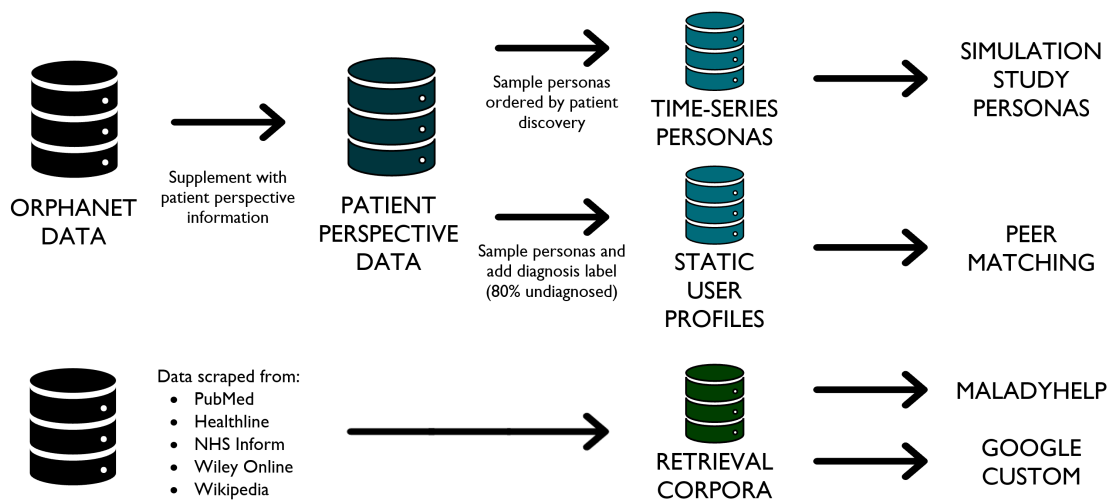 ORPHANET
DATA
Supplement with
patient perspective
information
PATIENT
PERSPECTIVE
DATA
Sample personas
ordered by patient
discovery
TIME-SERIES
PERSONAS
SIMULATION
STUDY
PERSONAS
Sample personas and
add diagnosis label
(80% undiagnosed)
STATIC
USER
PROFILES
PEER
MATCHING
Data scraped from:
• PubMed
• Healthline
• NHS Inform
• Wiley Online
• Wikipedia
RETRIEVAL
CORPORA
MALADYHELP
GOOGLE
CUSTOM